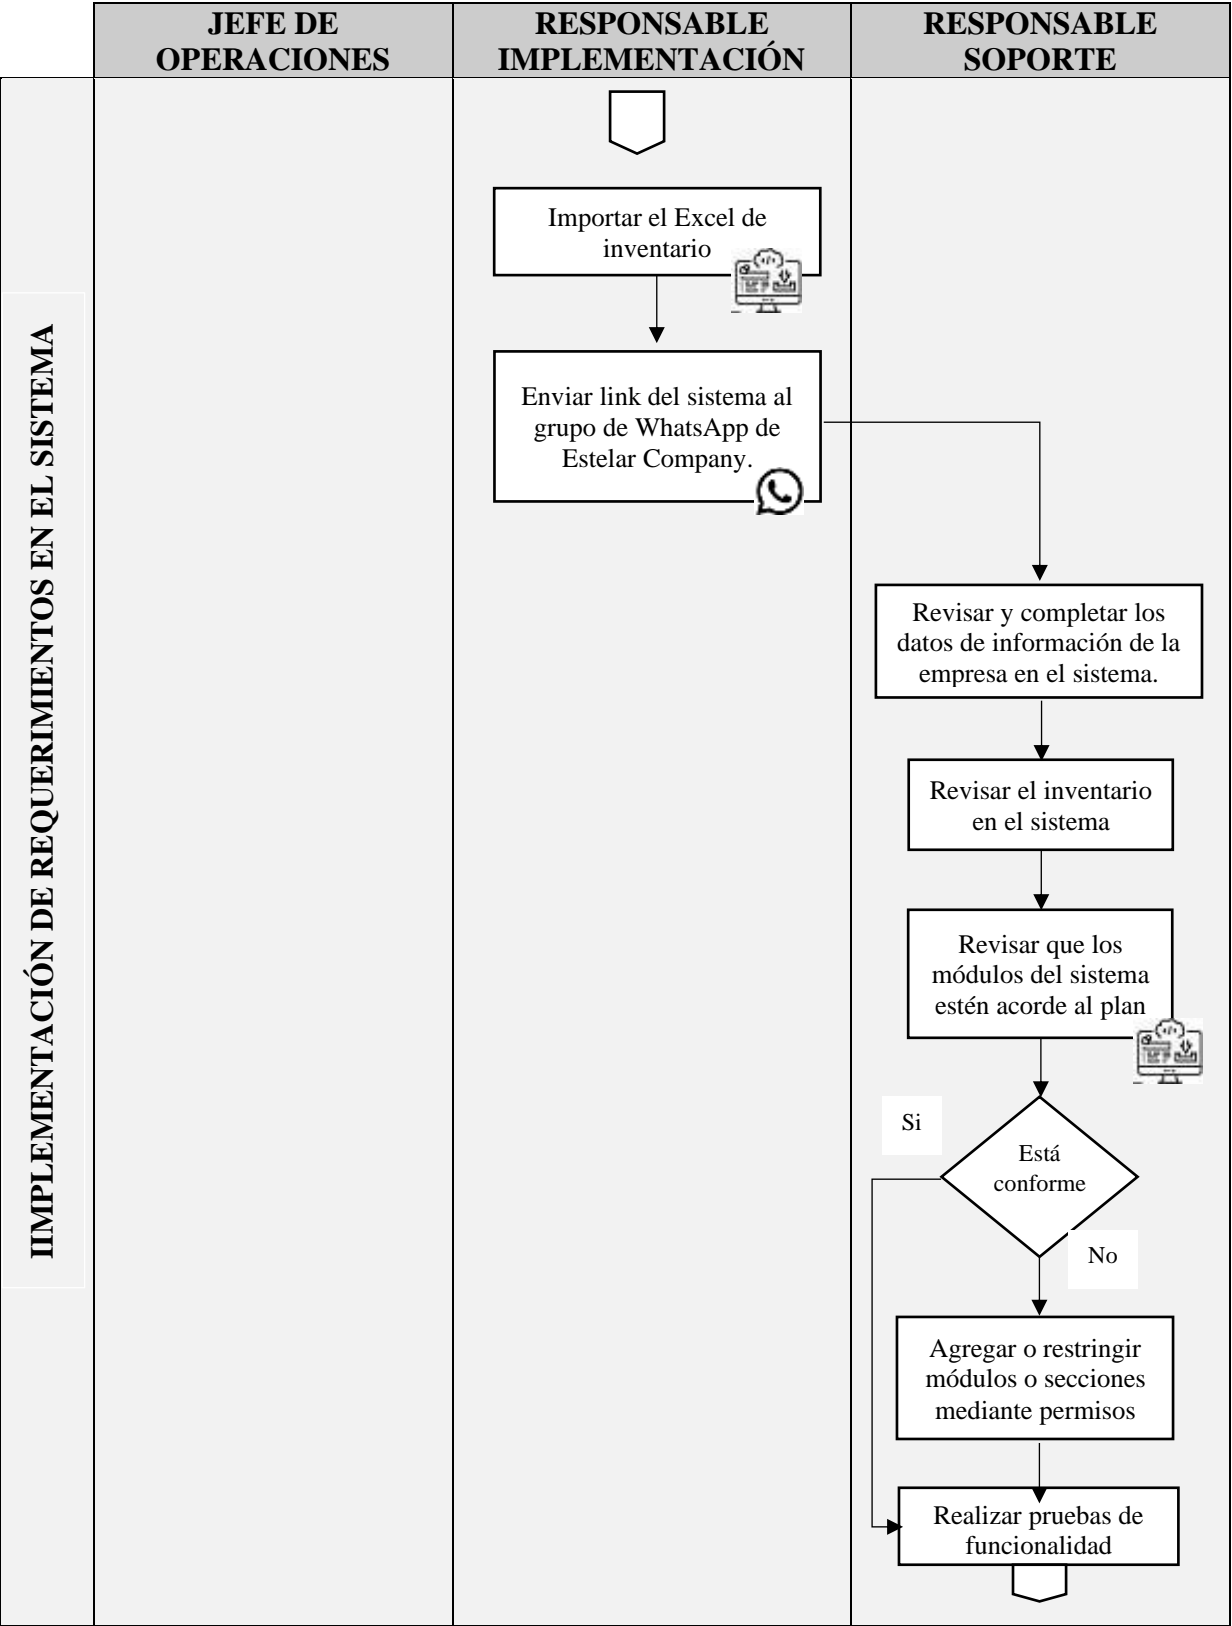 JEFE DE
OPERACIONES
RESPONSABLE
IMPLEMENTACIÓN
RESPONSABLE
SOPORTE
IIMPLEMENTACIÓN DE REQUERIMIENTOS EN EL SISTEMA
Importar el Excel de
inventario
Enviar link del sistema al
grupo de WhatsApp de
Estelar Company.
Revisar y completar los
datos de información de la
empresa en el sistema.
Revisar el inventario
en el sistema
Revisar que los
módulos del sistema
estén acorde al plan
Si
Está
conforme
No
Agregar o restringir
módulos o secciones
mediante permisos
Realizar pruebas de
funcionalidad